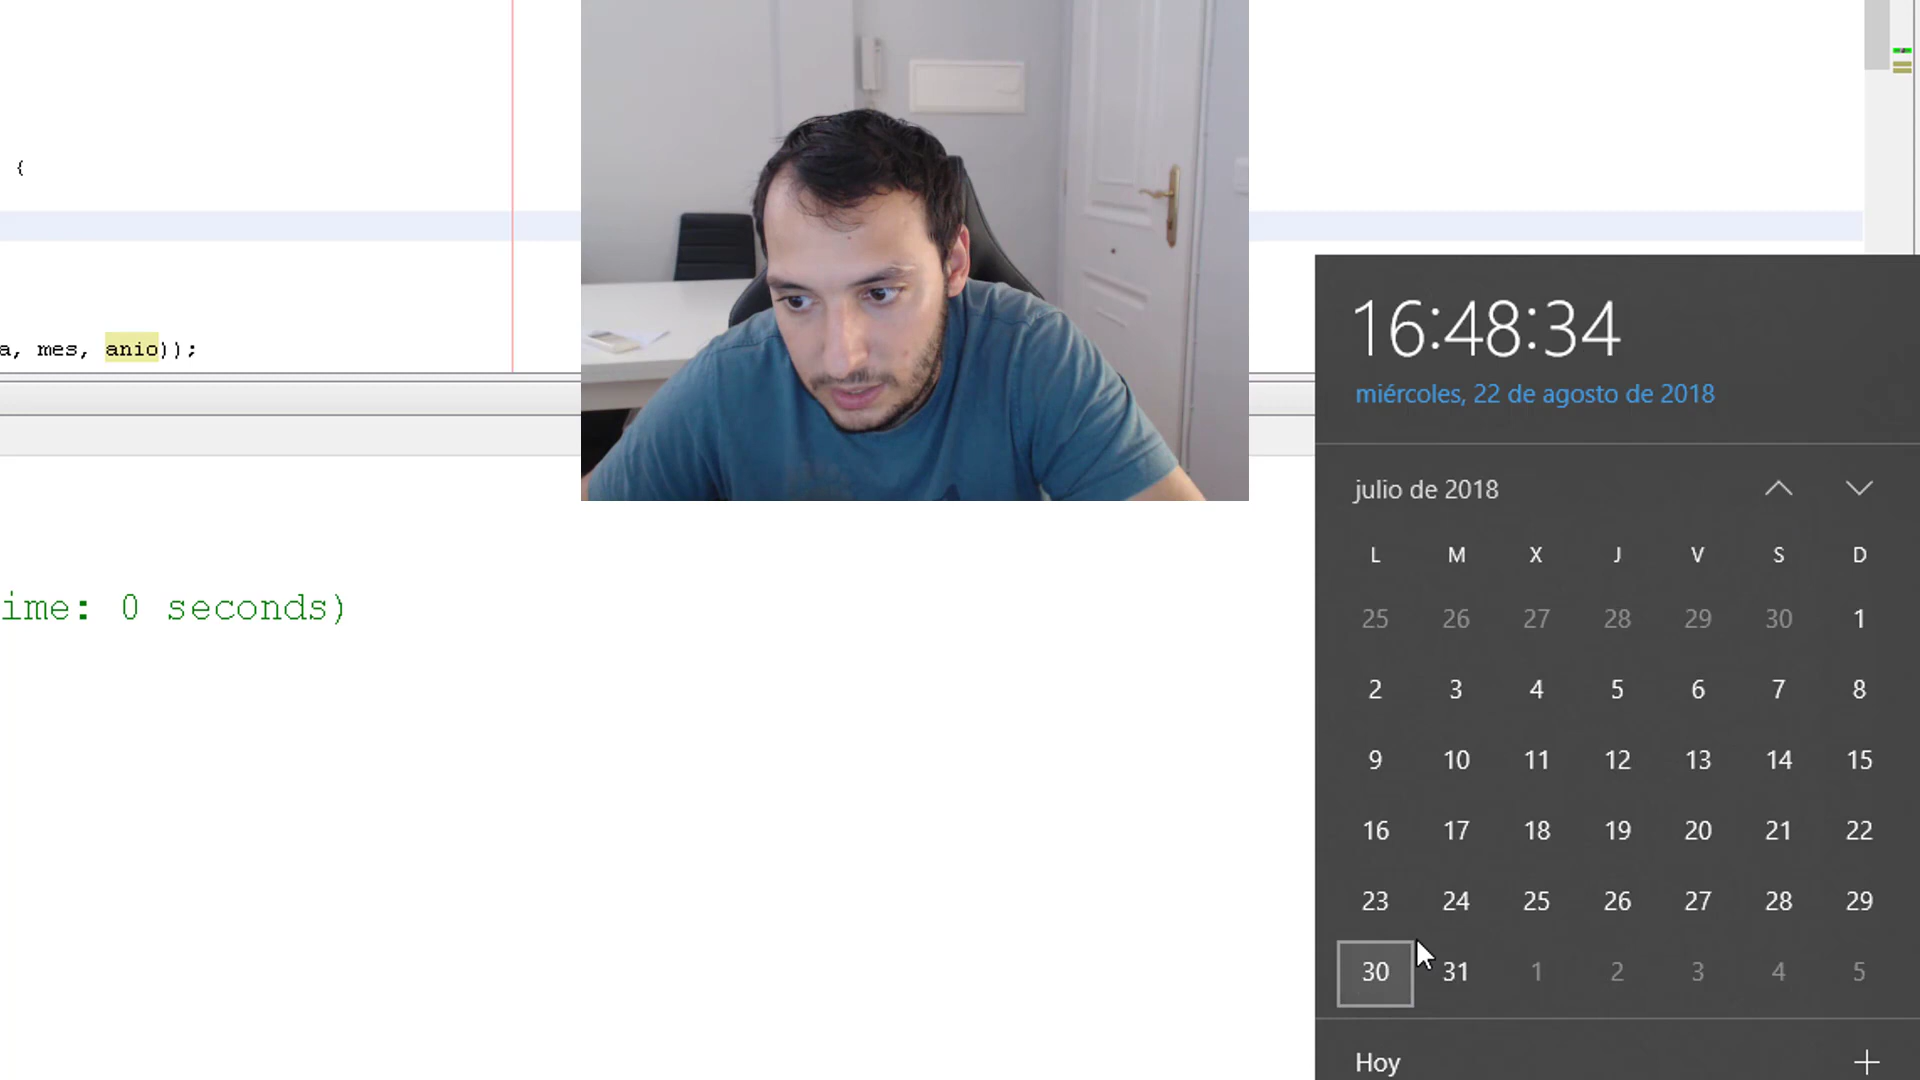 {
a, mes, anio));
ime: 0 seconds)
16:48:34
miércoles, 22 de agosto de 2018
julio de 2018
L M X J V S D
25 26 27 28 29 30 1
2 3 4 5 6 7 8
9 10 11 12 13 14 15
16 17 18 19 20 21 22
23 24 25 26 27 28 29
30 31 1 2 3 4 5
Hoy